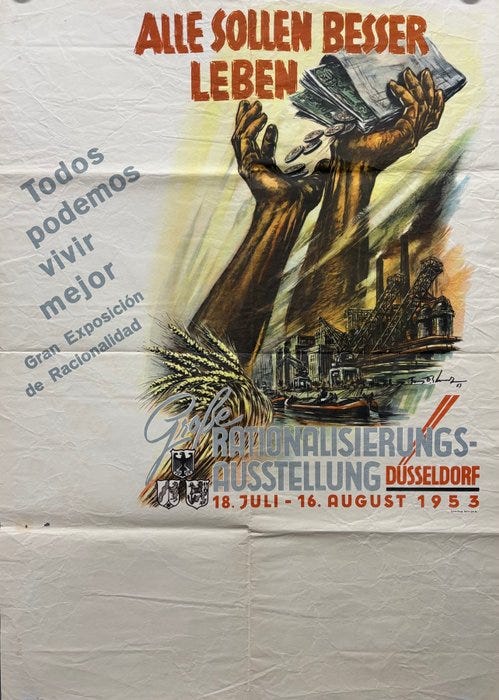 ALLE SOLLEN BESSER
LEBEN
Todos
podemos
vivir
mejor
Gran Exposición
de Racionalidad
Große
RATIONALISIERUNGS-
AUSSTELLUNG DÜSSELDORF
18. JULI - 16. AUGUST 1953